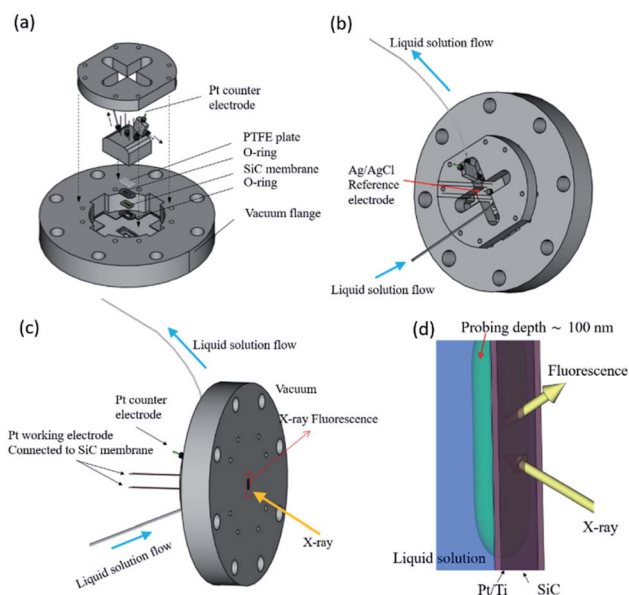 (a)
Pt counter
electrode
PTFE plate
O-ring
SiC membrane
O-ring
Vacuum flange
(b)
Liquid solution flow
Ag/AgCl
Reference
electrode
Liquid solution flow
(c)
Liquid solution flow
Vacuum
Pt counter
electrode
X-ray Fluorescence
Pt working electrode
Connected to SiC membrane
X-ray
Liquid solution flow
(d)
Probing depth ~ 100 nm
Fluorescence
X-ray
Liquid solution
Pt/Ti
SiC